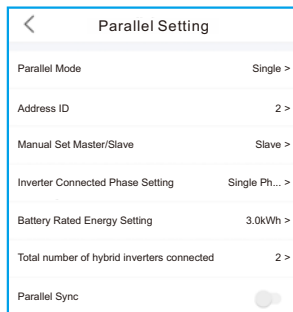 Parallel Setting
Parallel Mode Single >
Address ID 2 >
Manual Set Master/Slave Slave >
Inverter Connected Phase Setting Single Ph... >
Battery Rated Energy Setting 3.0kWh >
Total number of hybrid inverters connected 2 >
Parallel Sync